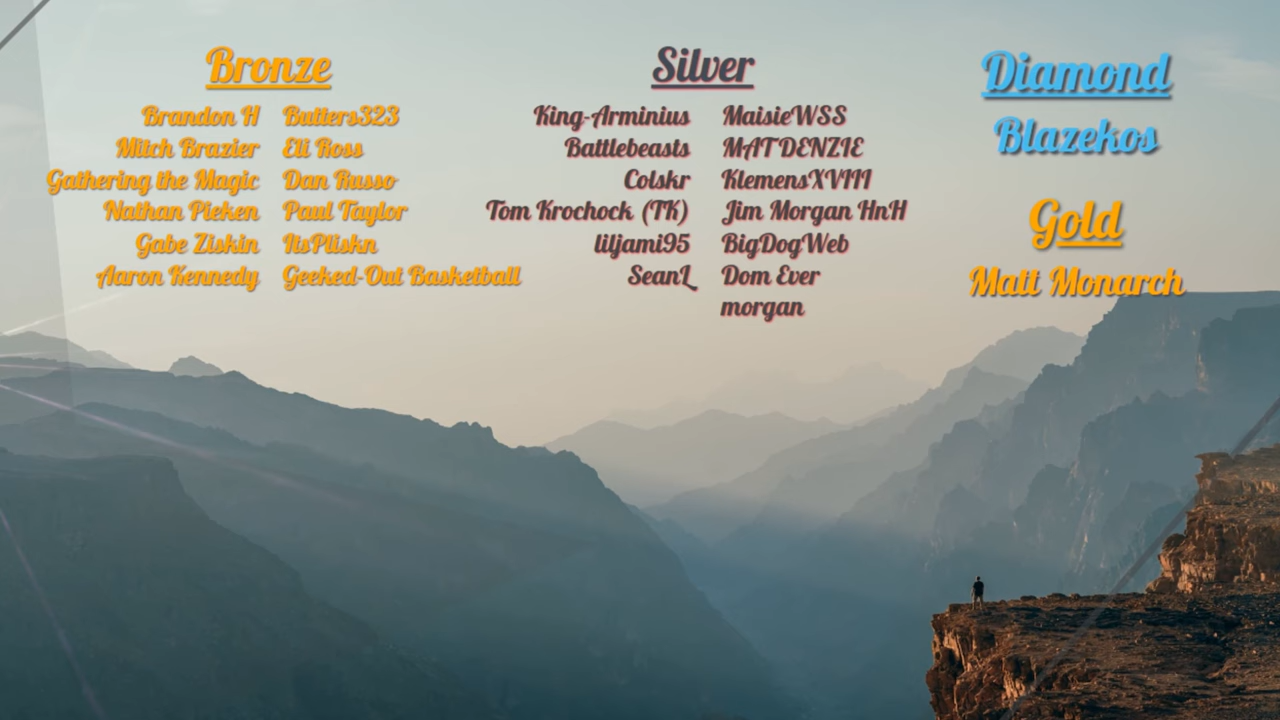 Bronze
Brandon H
Mitch Brazier
Gathering the Magic
Nathan Pieken
Gabe Ziskin
Aaron Kennedy
Butters323
Eli Ross
Dan Russo
Paul Taylor
ItsPliskn
Geeked-Out Basketball
Silver
King-Arminius
Battlebeasts
Colskr
Tom Krochock (TK)
liljami95
SeanL
MaisieWSS
MATDENZIE
KlemensXVIII
Jim Morgan HnH
BigDogWeb
Dom Ever
morgan
Diamond
Blazekos
Gold
Matt Monarch